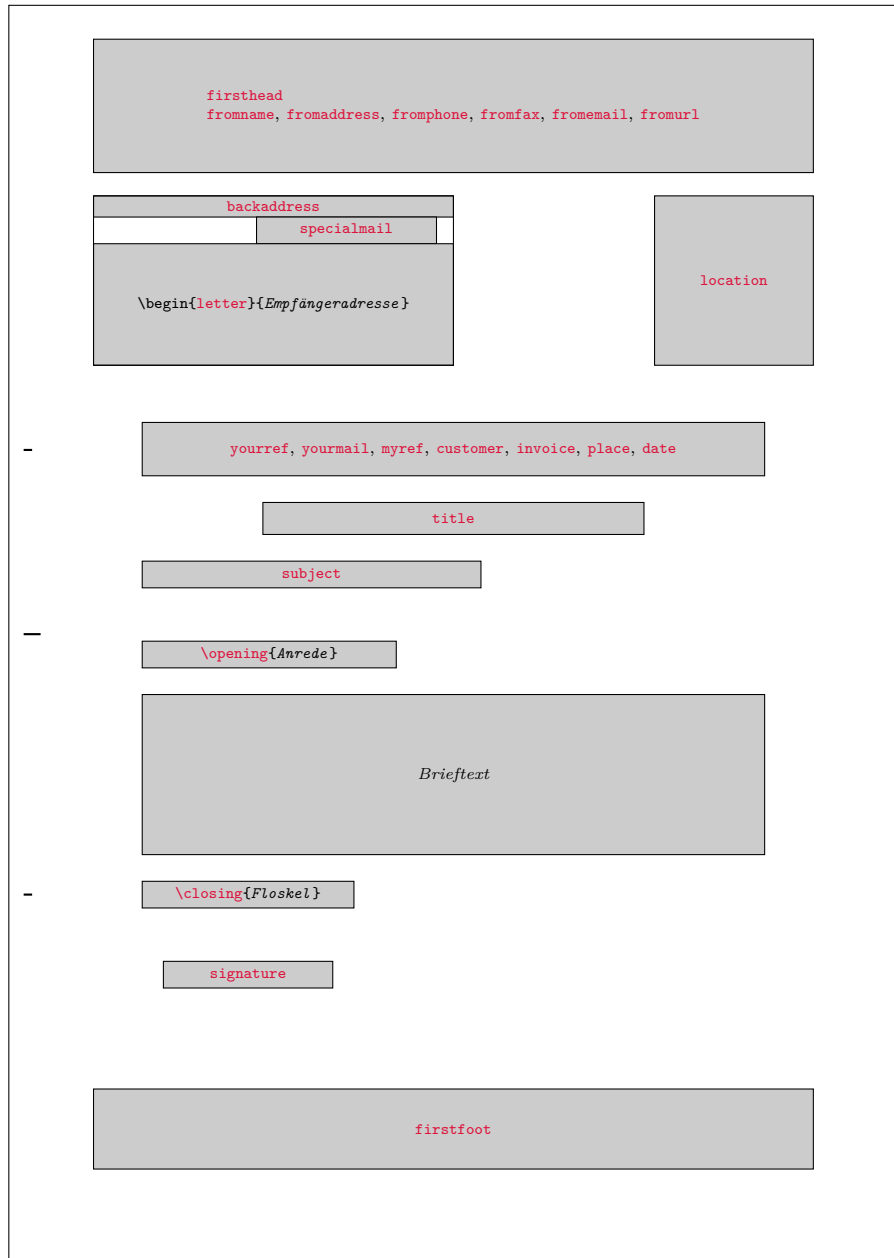 firsthead
fromname, fromaddress, fromphone, fromfax, fromemail, fromurl
backaddress
specialmail
\begin{letter}{Empfängeradresse}
location
yourref, yourmail, myref, customer, invoice, place, date
title
subject
\opening{Anrede}
Brieftext
\closing{Floskel}
signature
firstfoot